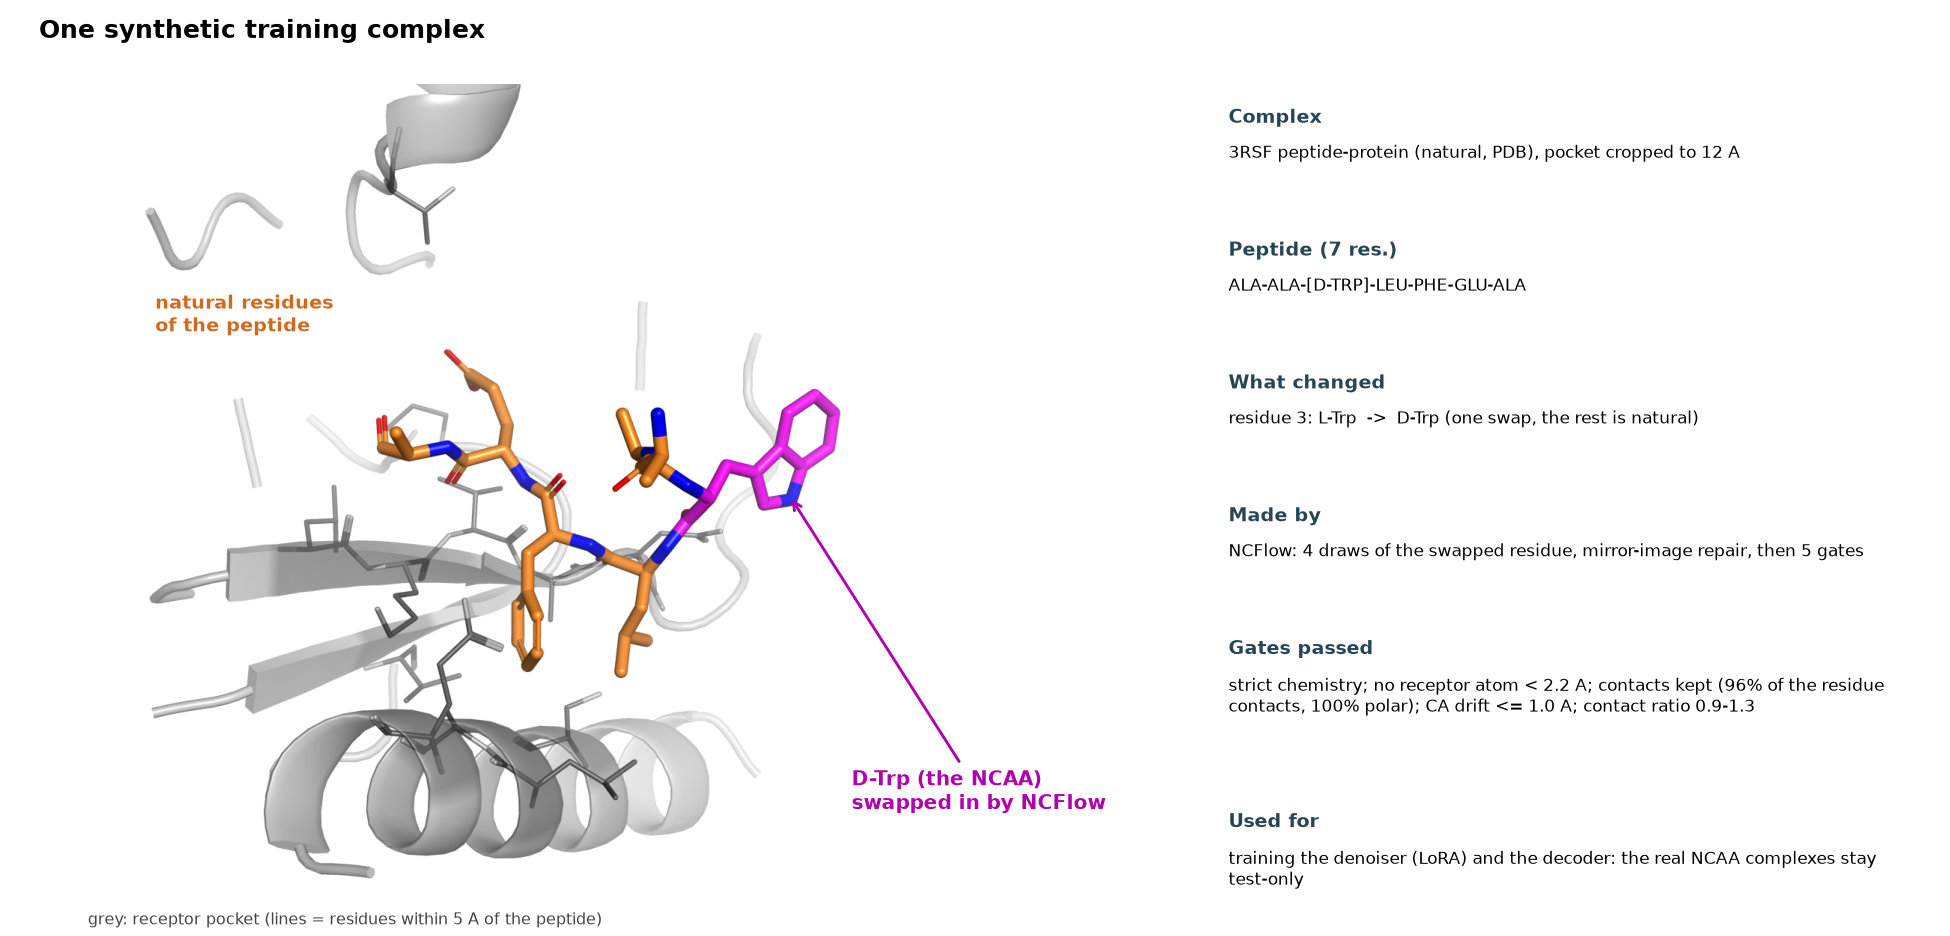 One synthetic training complex
natural residues
of the peptide
D-Trp (the NCAA)
swapped in by NCFlow
grey: receptor pocket (lines = residues within 5 A of the peptide)
Complex
3RSF peptide-protein (natural, PDB), pocket cropped to 12 A
Peptide (7 res.)
ALA-ALA-[D-TRP]-LEU-PHE-GLU-ALA
What changed
residue 3: L-Trp  ->  D-Trp (one swap, the rest is natural)
Made by
NCFlow: 4 draws of the swapped residue, mirror-image repair, then 5 gates
Gates passed
strict chemistry; no receptor atom < 2.2 A; contacts kept (96% of the residue
contacts, 100% polar); CA drift <= 1.0 A; contact ratio 0.9-1.3
Used for
training the denoiser (LoRA) and the decoder: the real NCAA complexes stay
test-only